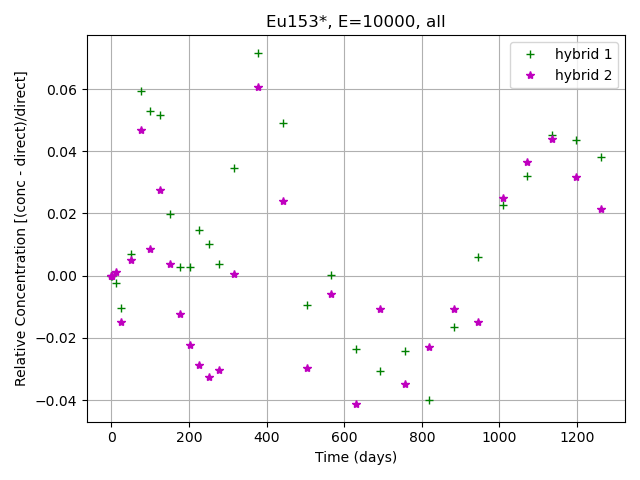 Eu153*, E=10000, all
hybrid 1
hybrid 2
Relative Concentration [(conc - direct)/direct]
0.06
0.04
0.02
0.00
−0.02
−0.04
0 200 400 600 800 1000 1200
Time (days)